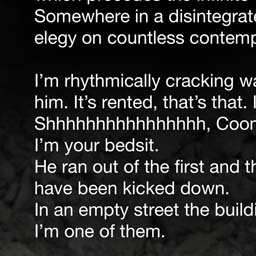 which precedes the infinite
Somewhere in a disintegrate
elegy on countless contemp

I'm rhythmically cracking wa
him. It's rented, that's that. I
Shhhhhhhhhhhhhhhh, Coon
I'm your bedsit.
He ran out of the first and th
have been kicked down.
In an empty street the buildi
I'm one of them.